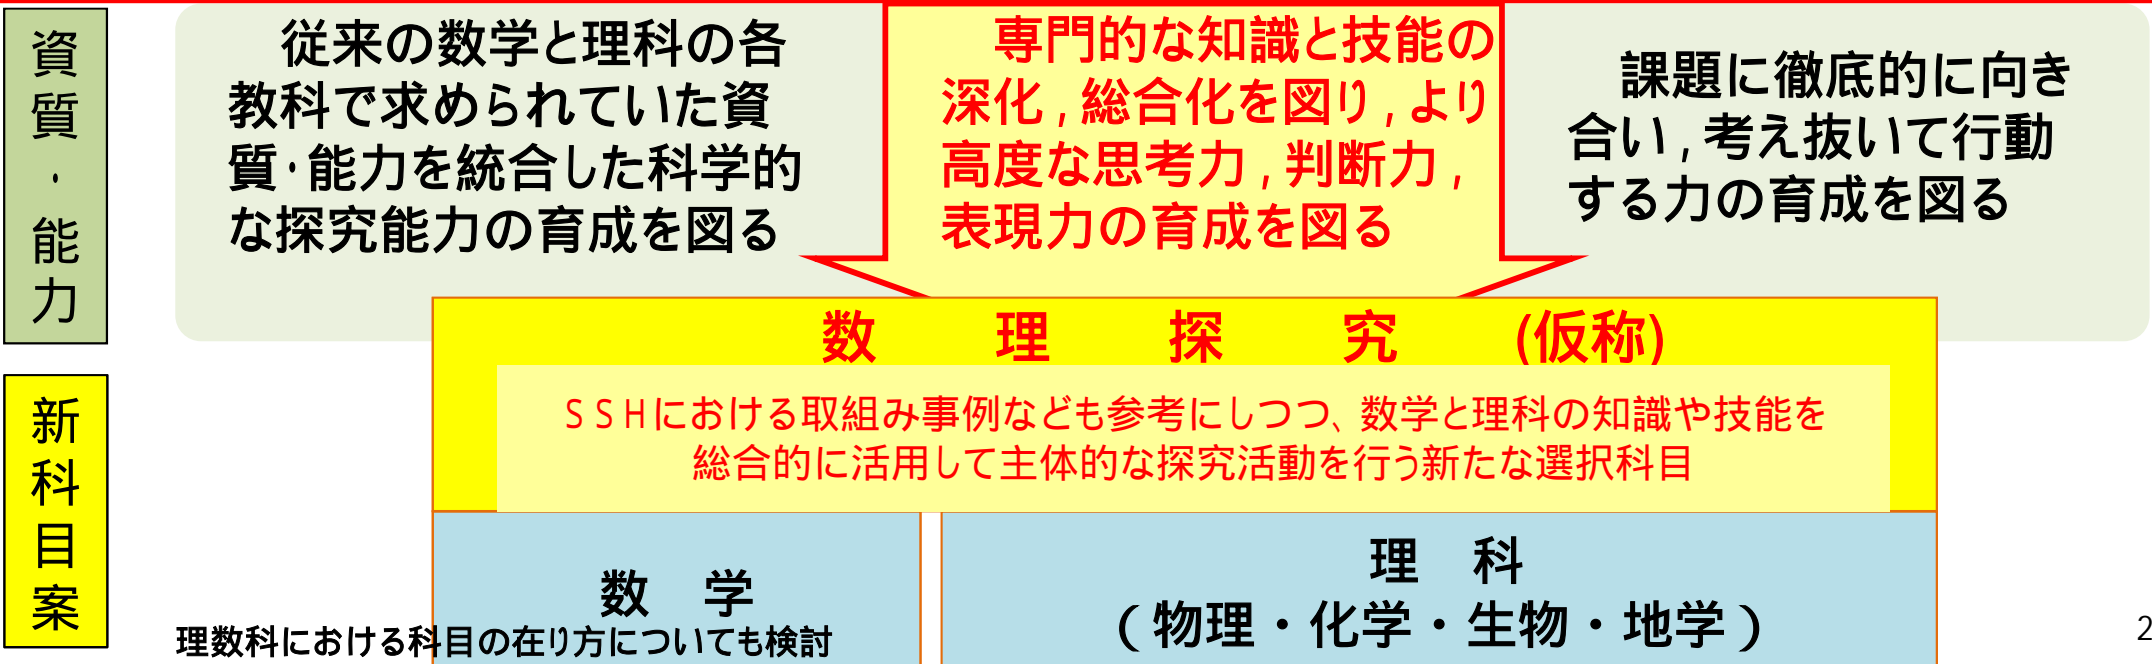 資質・能力
従来の数学と理科の各
教科で求められていた資
質・能力を統合した科学的
な探究能力の育成を図る
専門的な知識と技能の
深化,総合化を図り,より
高度な思考力,判断力,
表現力の育成を図る
課題に徹底的に向き
合い,考え抜いて行動
する力の育成を図る
新科目案
数 理 探 究 (仮称)
SSHにおける取組み事例なども参考にしつつ、数学と理科の知識や技能を
総合的に活用して主体的な探究活動を行う新たな選択科目
数 学
理 科
(物理・化学・生物・地学)
理数科における科目の在り方についても検討
2